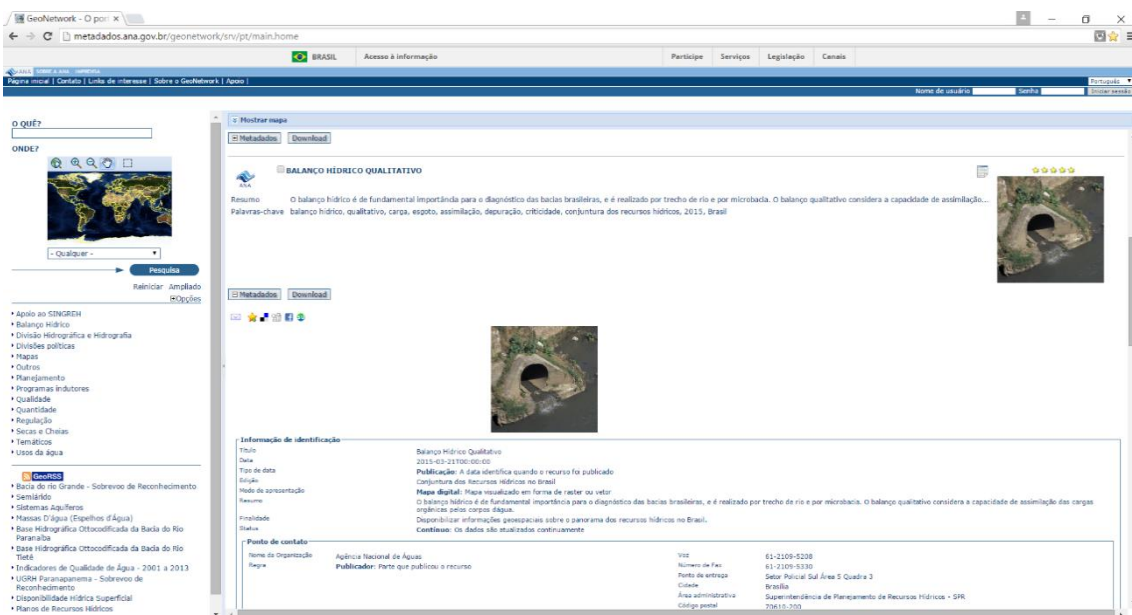 GeoNetwork - O port
metadados.ana.gov.br/geonetwork/srv/pt/main.home
BRASIL Acesso à informação Participe Serviços Legislação Canais
Página inicial | Contato | Links de interesse | Sobre o GeoNetwork | Apoio |
Português
Nome de usuário Senha Iniciar sessão
O QUÊ?
ONDE?
- Qualquer -
Pesquisa
Reiniciar Ampliado
Opções
Apoio ao SINGREH
Balanço Hídrico
Divisão Hidrográfica e Hidrografia
Divisões políticas
Mapas
Outros
Planejamento
Programas indutores
Qualidade
Quantidade
Regulação
Secas e Cheias
Temáticos
Usos da água
GeoRSS
Bacia do rio Grande - Sobrevoo de Reconhecimento
Semiárido
Sistemas Aquíferos
Massas D'água (Espelhos d'Água)
Base Hidrográfica Ottocodificada da Bacia do Rio
Paranaíba
Base Hidrográfica Ottocodificada da Bacia do Rio
Tietê
Indicadores de Qualidade de Água - 2001 a 2013
UGRH Paranapanema - Sobrevoo de
Reconhecimento
Disponibilidade Hídrica Superficial
Planos de Recursos Hídricos
Mostrar mapa
Metadados Download
ANA
BALANÇO HÍDRICO QUALITATIVO
Resumo O balanço hídrico é de fundamental importância para o diagnóstico das bacias brasileiras, e é realizado por trecho de rio e por microbacia. O balanço qualitativo considera a capacidade de assimilação...
Palavras-chave balanço hídrico, qualitativo, carga, esgoto, assimilação, depuração, criticidade, conjuntura dos recursos hídricos, 2015, Brasil
Metadados Download
Informação de identificação
Título Balanço Hídrico Qualitativo
Data 2015-03-21T00:00:00
Tipo de data Publicação: A data identifica quando o recurso foi publicado
Edição Conjuntura dos Recursos Hídricos no Brasil
Modo de apresentação Mapa digital: Mapa visualizado em forma de raster ou vetor
Resumo O balanço hídrico é de fundamental importância para o diagnóstico das bacias brasileiras, e é realizado por trecho de rio e por microbacia. O balanço qualitativo considera a capacidade de assimilação das cargas
orgânicas pelos corpos dágua.
Finalidade Disponibilizar informações geoespaciais sobre o panorama dos recursos hídricos no Brasil.
Status Contínuo: Os dados são atualizados continuamente
Ponto de contato
Nome da Organização Agência Nacional de Águas
Regra Publicador: Parte que publicou o recurso
Voz 61-2109-5208
Número de Fac 61-2109-5330
Ponto de entrega Setor Policial Sul Área 5 Quadra 3
Cidade Brasília
Área administrativa Superintendência de Planejamento de Recursos Hídricos - SPR
Código postal 70610-200